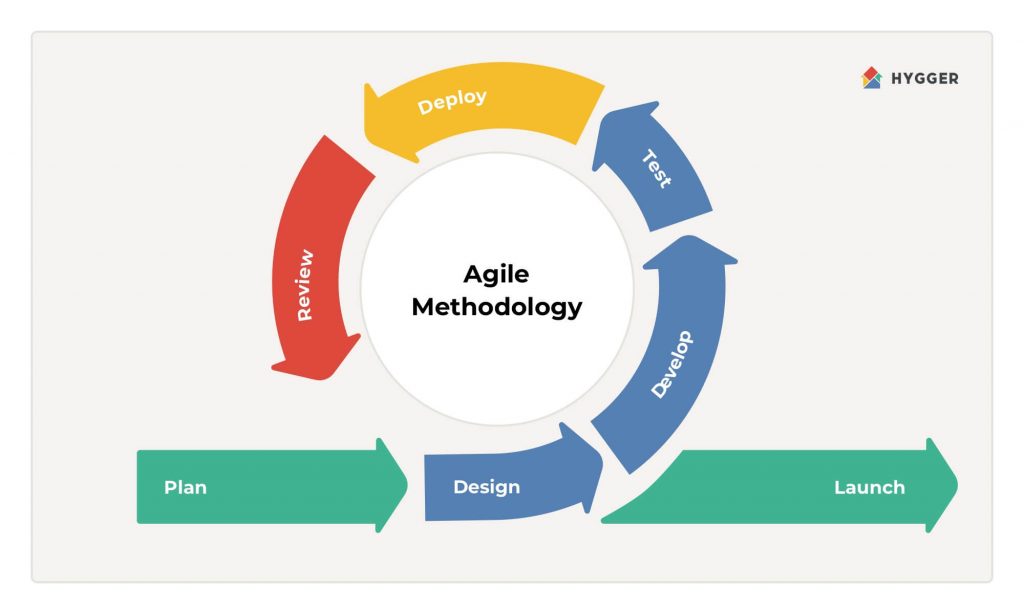 HYGGER
Deploy
Test
Review
Agile
Methodology
Develop
Plan
Design
Launch